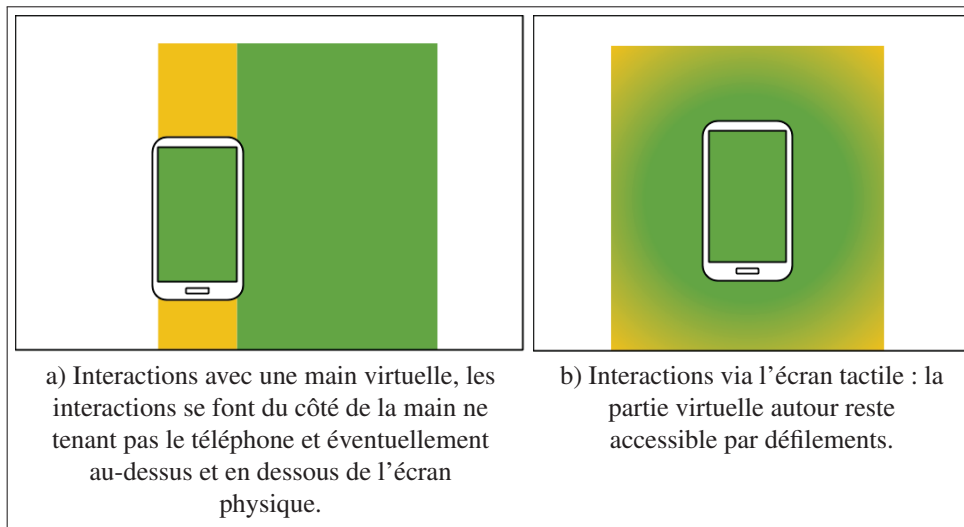 a) Interactions avec une main virtuelle, les
interactions se font du côté de la main ne
tenant pas le téléphone et éventuellement
au-dessus et en dessous de l'écran
physique.
b) Interactions via l'écran tactile : la
partie virtuelle autour reste
accessible par défilements.